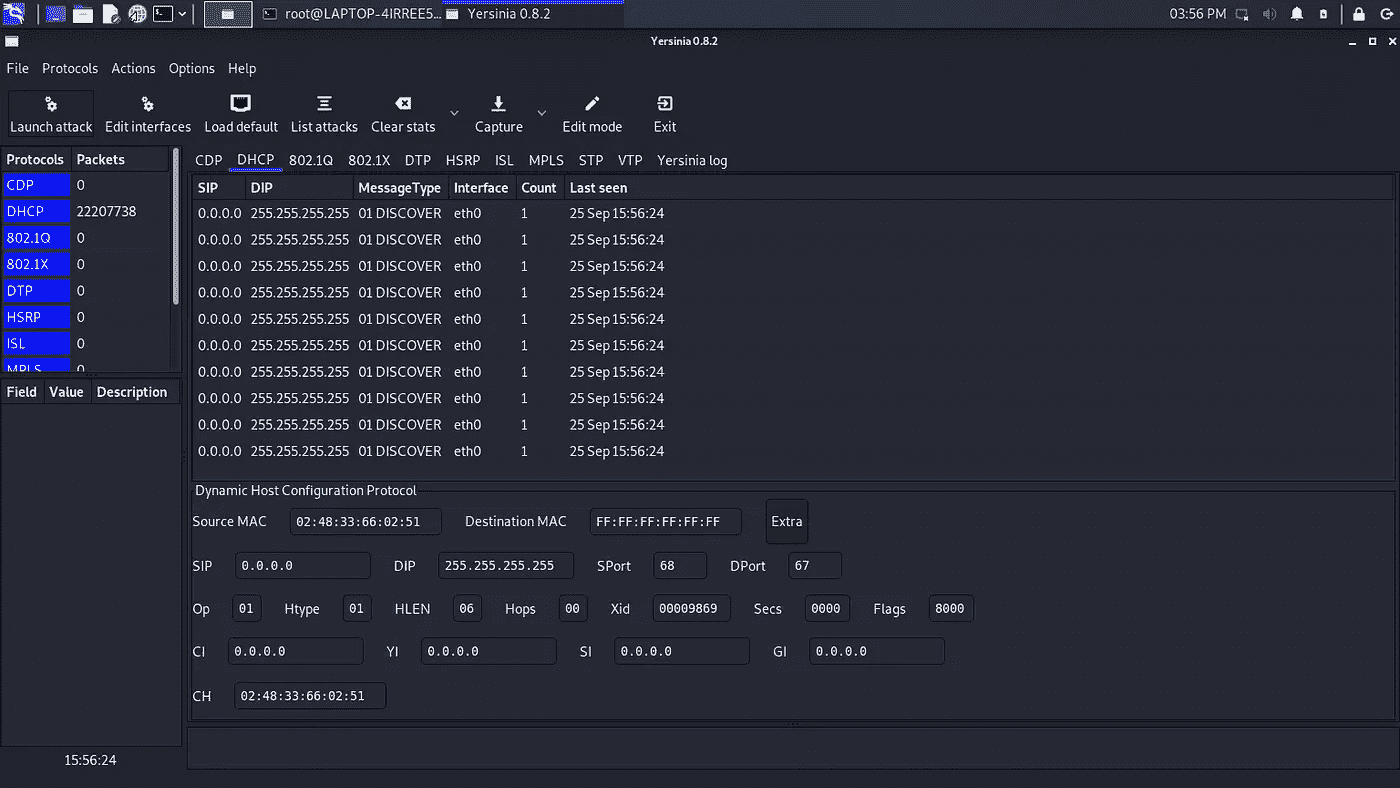 root@LAPTOP-4IRREE5... Yersinia 0.8.2 03:56 PM
Yersinia 0.8.2
File Protocols Actions Options Help
Launch attack Edit interfaces Load default List attacks Clear stats Capture Edit mode Exit
Protocols Packets
CDP 0
DHCP 22207738
802.1Q 0
802.1X 0
DTP 0
HSRP 0
ISL 0
MPLS 0
Field Value Description
15:56:24
CDP DHCP 802.1Q 802.1X DTP HSRP ISL MPLS STP VTP Yersinia log
SIP DIP MessageType Interface Count Last seen
0.0.0.0 255.255.255.255 01 DISCOVER eth0 1 25 Sep 15:56:24
0.0.0.0 255.255.255.255 01 DISCOVER eth0 1 25 Sep 15:56:24
0.0.0.0 255.255.255.255 01 DISCOVER eth0 1 25 Sep 15:56:24
0.0.0.0 255.255.255.255 01 DISCOVER eth0 1 25 Sep 15:56:24
0.0.0.0 255.255.255.255 01 DISCOVER eth0 1 25 Sep 15:56:24
0.0.0.0 255.255.255.255 01 DISCOVER eth0 1 25 Sep 15:56:24
0.0.0.0 255.255.255.255 01 DISCOVER eth0 1 25 Sep 15:56:24
0.0.0.0 255.255.255.255 01 DISCOVER eth0 1 25 Sep 15:56:24
0.0.0.0 255.255.255.255 01 DISCOVER eth0 1 25 Sep 15:56:24
0.0.0.0 255.255.255.255 01 DISCOVER eth0 1 25 Sep 15:56:24
Dynamic Host Configuration Protocol
Source MAC 02:48:33:66:02:51 Destination MAC FF:FF:FF:FF:FF:FF Extra
SIP 0.0.0.0 DIP 255.255.255.255 SPort 68 DPort 67
Op 01 Htype 01 HLEN 06 Hops 00 Xid 00009869 Secs 0000 Flags 8000
CI 0.0.0.0 YI 0.0.0.0 SI 0.0.0.0 GI 0.0.0.0
CH 02:48:33:66:02:51